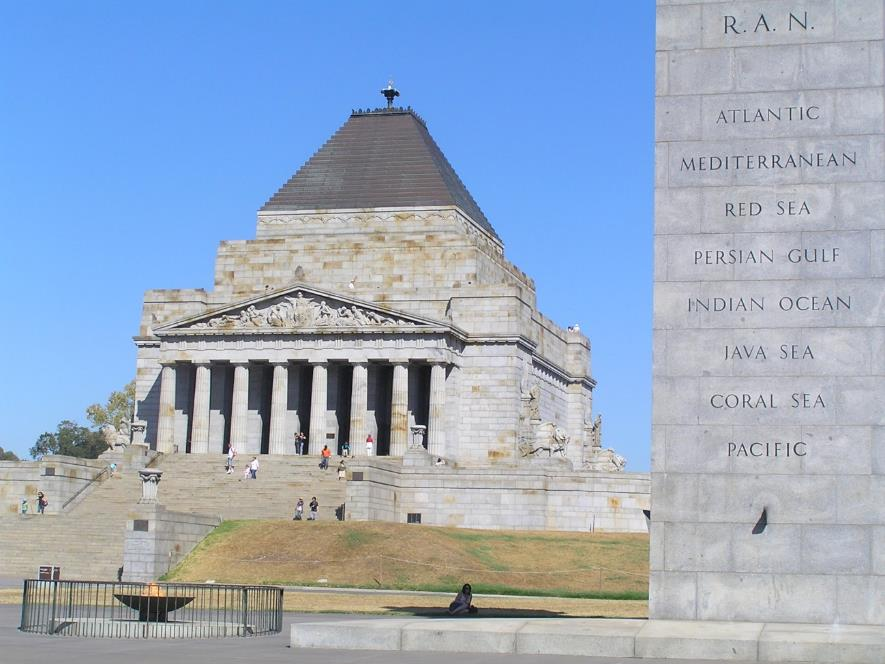 R.A.N.
ATLANTIC
MEDITERRANEAN
RED SEA
PERSIAN GULF
INDIAN OCEAN
JAVA SEA
CORAL SEA
PACIFIC